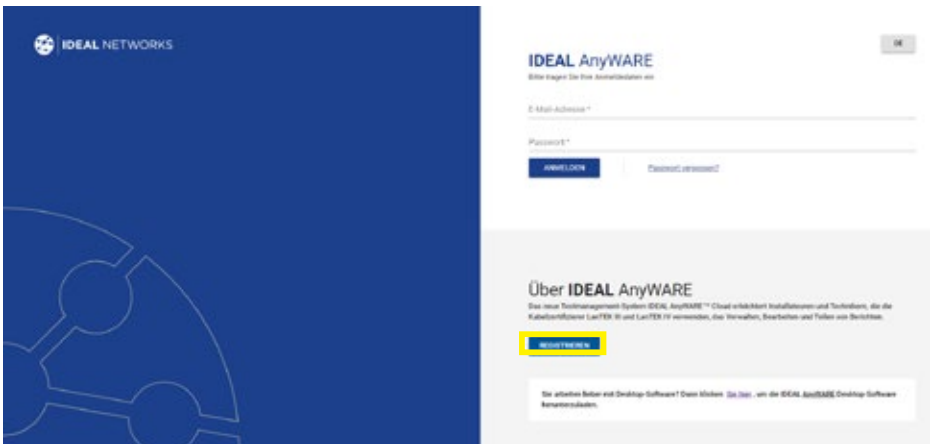 IDEAL NETWORKS
DE
IDEAL AnyWARE
Bitte tragen Sie Ihre Anmeldedaten ein
E-Mail-Adresse *
Passwort *
ANMELDEN
Passwort vergessen?
Über IDEAL AnyWARE
Das neue Testmanagement-System IDEAL AnyWARE™ Cloud erleichtert Installateuren und Technikern, die die
Kabelzertifizierer LanTEK III und LanTEK IV verwenden, das Verwalten, Bearbeiten und Teilen von Berichten.
REGISTRIEREN
Sie arbeiten lieber mit Desktop-Software? Dann klicken Sie hier , um die IDEAL AnyWARE Desktop-Software
herunterzuladen.